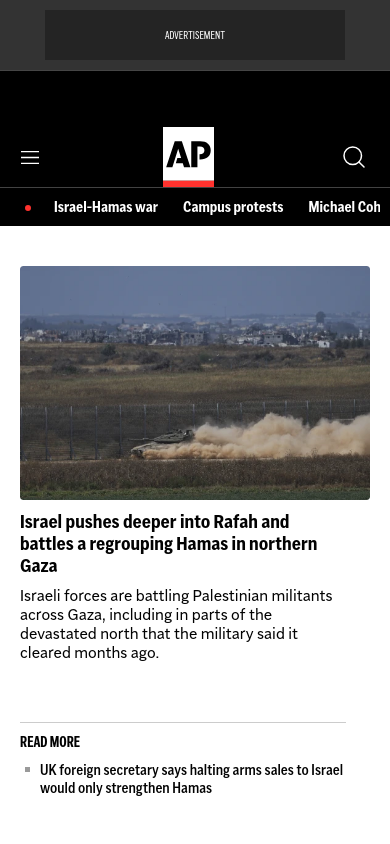 ADVERTISEMENT
AP
Israel-Hamas war Campus protests Michael Coh
Israel pushes deeper into Rafah and
battles a regrouping Hamas in northern
Gaza
Israeli forces are battling Palestinian militants
across Gaza, including in parts of the
devastated north that the military said it
cleared months ago.
READ MORE
UK foreign secretary says halting arms sales to Israel
would only strengthen Hamas